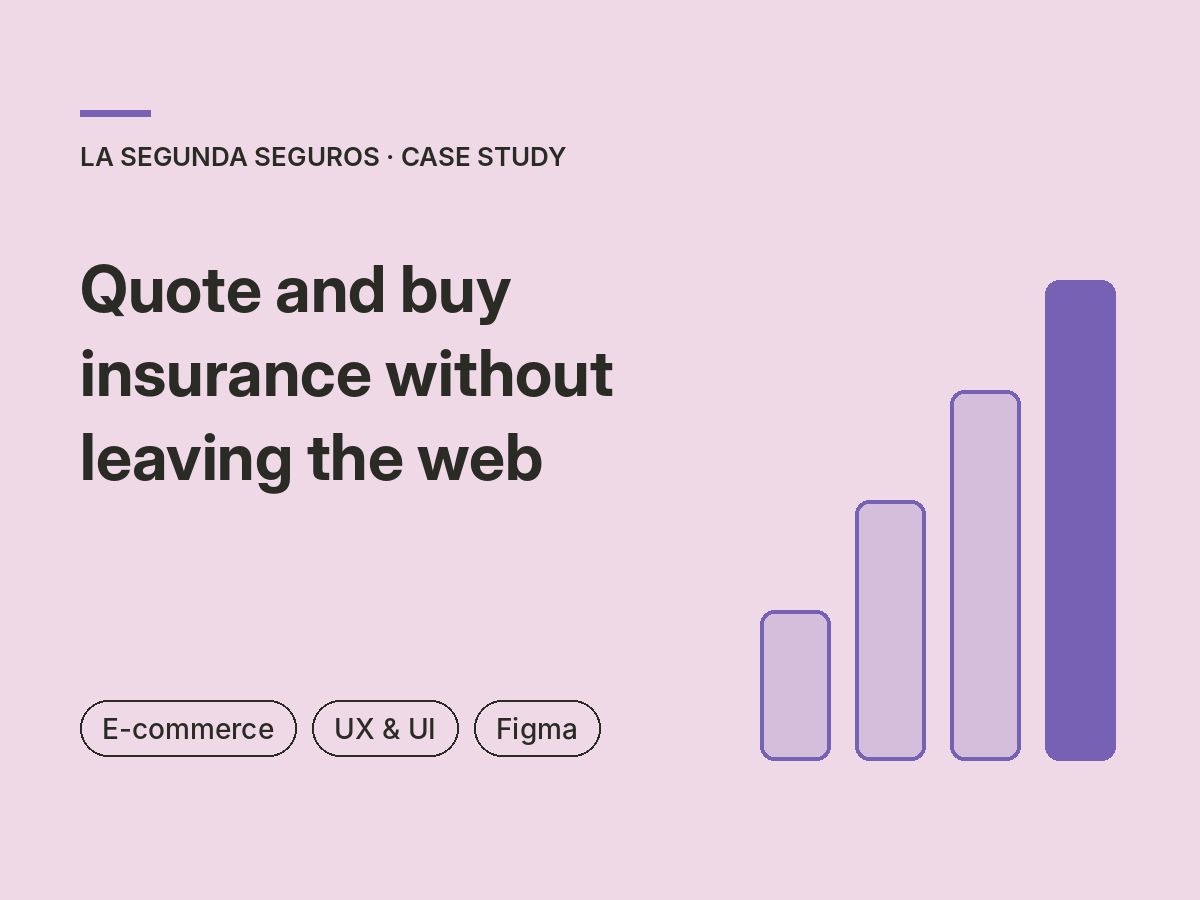 LA SEGUNDA SEGUROS · CASE STUDY
Quote and buy
insurance without
leaving the web
E-commerce
UX & UI
Figma